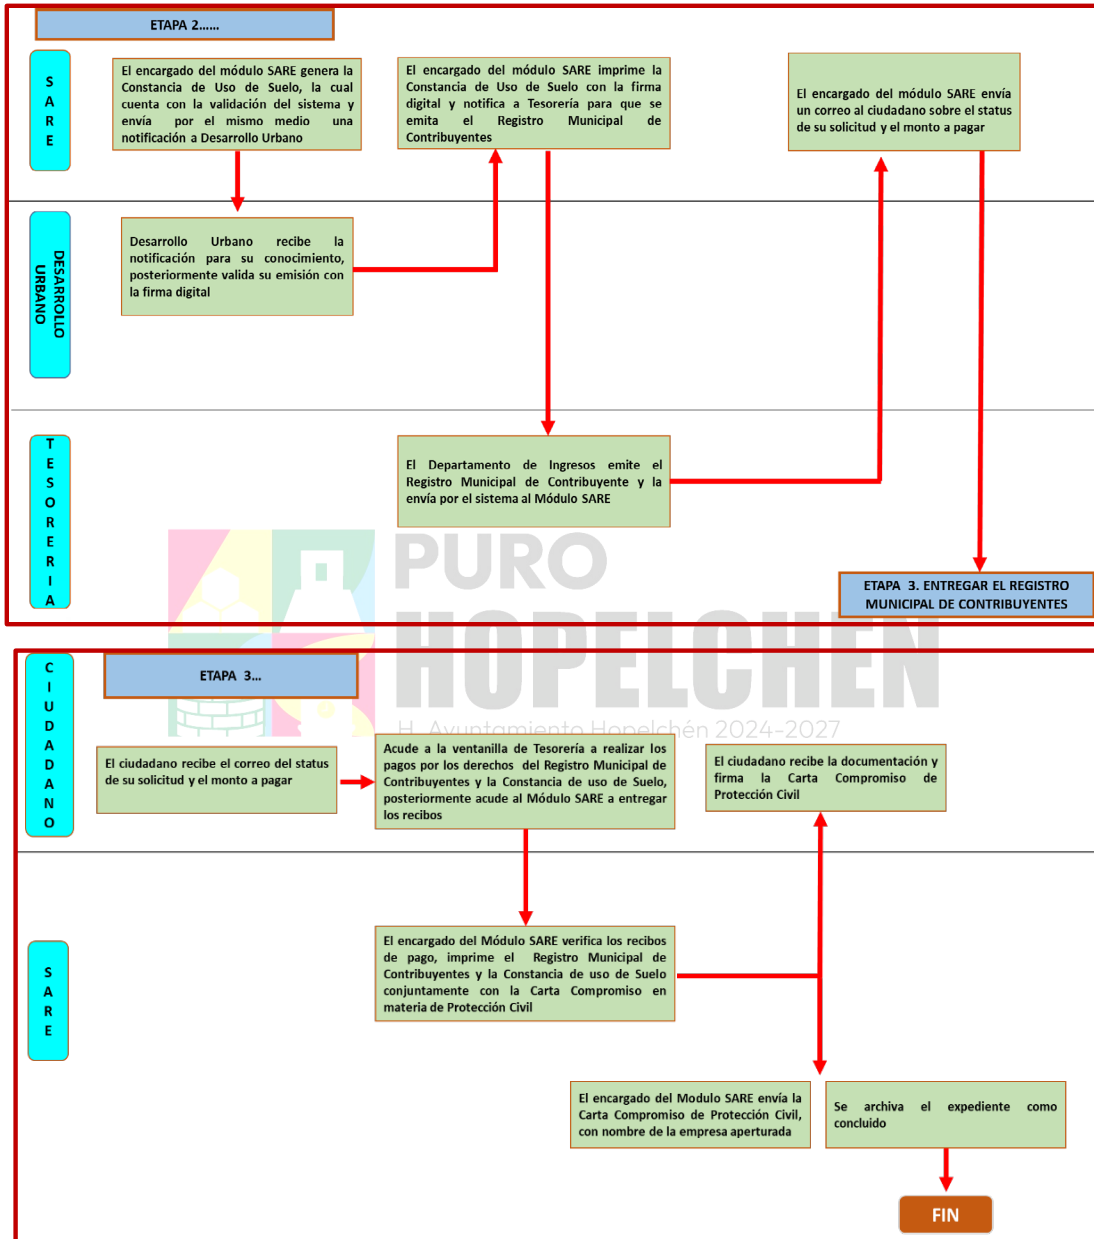 ETAPA 2......
S
A
R
E
El encargado del módulo SARE genera la
Constancia de Uso de Suelo, la cual
cuenta con la validación del sistema y
envía por el mismo medio una
notificación a Desarrollo Urbano
El encargado del módulo SARE imprime la
Constancia de Uso de Suelo con la firma
digital y notifica a Tesorería para que se
emita el Registro Municipal de
Contribuyentes
El encargado del módulo SARE envía
un correo al ciudadano sobre el status
de su solicitud y el monto a pagar
DESARROLLO
URBANO
Desarrollo Urbano recibe la
notificación para su conocimiento,
posteriormente valida su emisión con
la firma digital
T
E
S
O
R
E
R
I
A
El Departamento de Ingresos emite el
Registro Municipal de Contribuyente y la
envía por el sistema al Módulo SARE
ETAPA 3. ENTREGAR EL REGISTRO
MUNICIPAL DE CONTRIBUYENTES
PURO
HOPELCHÉN
H. Ayuntamiento Hopelchén 2024-2027
C
I
U
D
A
D
A
N
O
ETAPA 3...
El ciudadano recibe el correo del status
de su solicitud y el monto a pagar
Acude a la ventanilla de Tesorería a realizar los
pagos por los derechos del Registro Municipal de
Contribuyentes y la Constancia de uso de Suelo,
posteriormente acude al Módulo SARE a entregar
los recibos
El ciudadano recibe la documentación y
firma la Carta Compromiso de
Protección Civil
S
A
R
E
El encargado del Módulo SARE verifica los recibos
de pago, imprime el Registro Municipal de
Contribuyentes y la Constancia de uso de Suelo
conjuntamente con la Carta Compromiso en
materia de Protección Civil
El encargado del Modulo SARE envía la
Carta Compromiso de Protección Civil,
con nombre de la empresa aperturada
Se archiva el expediente como
concluido
FIN